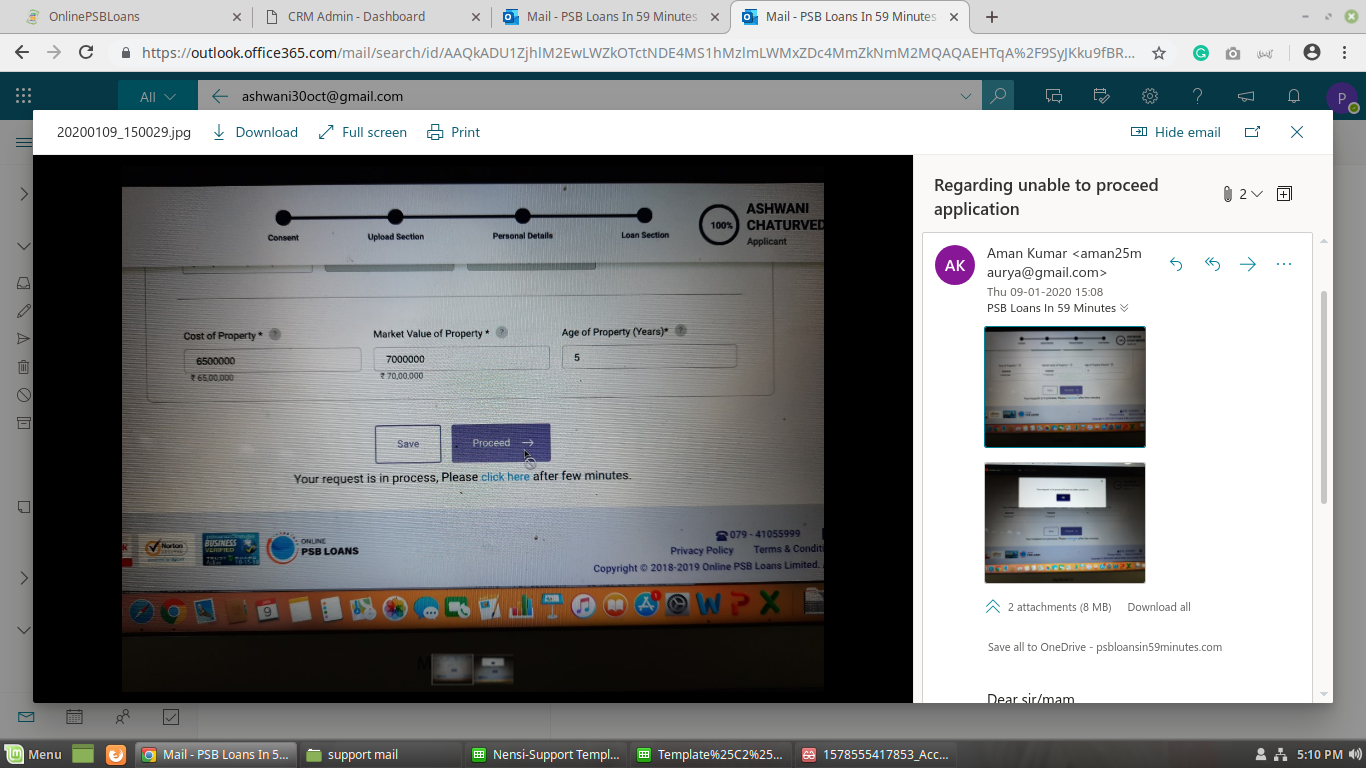 OnlinePSBLoans
CRM Admin - Dashboard
Mail - PSB Loans In 59 Minutes
Mail - PSB Loans In 59 Minutes
https://outlook.office365.com/mail/search/id/AAQkADU1ZjhlM2EwLWZkOTctNDE4MS1hMzlmLWMxZDc4MmZkNmM2MQAQAEHTqA%2F9SyJKku9fBR...
All
ashwani30oct@gmail.com
P
20200109_150029.jpg
Download
Full screen
Print
Hide email
Consent
Upload Section
Personal Details
Loan Section
100%
ASHWANI
CHATURVED
Applicant
Cost of Property *
Market Value of Property *
Age of Property (Years)*
6500000
7000000
5
₹ 65,00,000
₹ 70,00,000
Save
Proceed
Your request is in process, Please click here after few minutes.
Norton
BUSINESS
VERIFIED
ONLINE
PSB LOANS
079 - 41055999
Privacy Policy
Terms & Conditi
Copyright © 2018-2019 Online PSB Loans Limited.
9
Regarding unable to proceed
application
2
AK
Aman Kumar <aman25m
aurya@gmail.com>
Thu 09-01-2020 15:08
PSB Loans In 59 Minutes
2 attachments (8 MB)
Download all
Save all to OneDrive - psbloansin59minutes.com
Dear sir/mam
Menu
Mail - PSB Loans In 5...
support mail
Nensi-Support Templ...
Template%25C2%25...
1578555417853_Acc...
5:10 PM